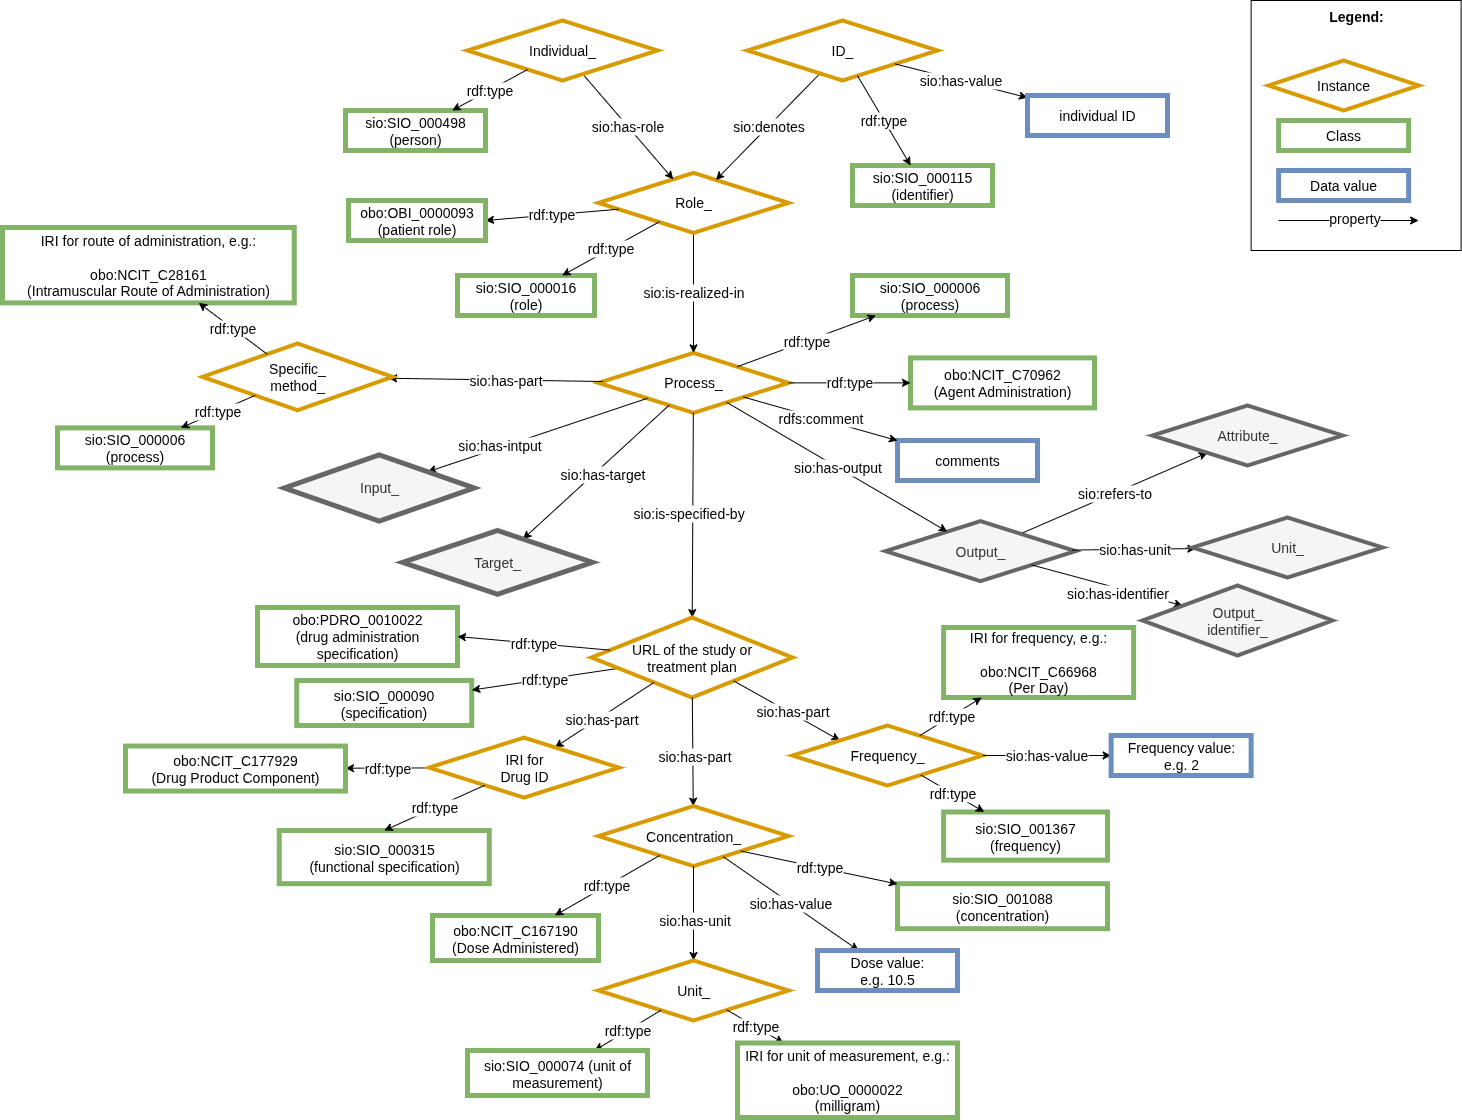 Legend:
Individual_
ID_
sio:has-value
rdf:type
Instance
individual ID
sio:SIO_000498
(person)
sio:has-role
sio:denotes
rdf:type
Class
sio:SIO_000115
(identifier)
Data value
Role_
obo:OBI_0000093
(patient role)
rdf:type
property
IRI for route of administration, e.g.:
obo:NCIT_C28161
(Intramuscular Route of Administration)
rdf:type
sio:SIO_000016
(role)
sio:is-realized-in
sio:SIO_000006
(process)
rdf:type
rdf:type
Specific_
method_
sio:has-part
Process_
rdf:type
obo:NCIT_C70962
(Agent Administration)
rdf:type
rdfs:comment
sio:SIO_000006
(process)
sio:has-intput
comments
Attribute_
sio:has-target
sio:has-output
Input_
sio:refers-to
sio:is-specified-by
Target_
Output_
sio:has-unit
Unit_
sio:has-identifier
Output_
identifier_
obo:PDRO_0010022
(drug administration
specification)
rdf:type
URL of the study or
treatment plan
IRI for frequency, e.g.:
obo:NCIT_C66968
(Per Day)
sio:SIO_000090
(specification)
rdf:type
sio:has-part
sio:has-part
rdf:type
obo:NCIT_C177929
(Drug Product Component)
rdf:type
IRI for
Drug ID
sio:has-part
Frequency_
sio:has-value
Frequency value:
e.g. 2
rdf:type
rdf:type
sio:SIO_000315
(functional specification)
Concentration_
sio:SIO_001367
(frequency)
rdf:type
rdf:type
sio:has-value
sio:SIO_001088
(concentration)
sio:has-unit
obo:NCIT_C167190
(Dose Administered)
Dose value:
e.g. 10.5
Unit_
rdf:type
rdf:type
sio:SIO_000074 (unit of
measurement)
IRI for unit of measurement, e.g.:
obo:UO_0000022
(milligram)